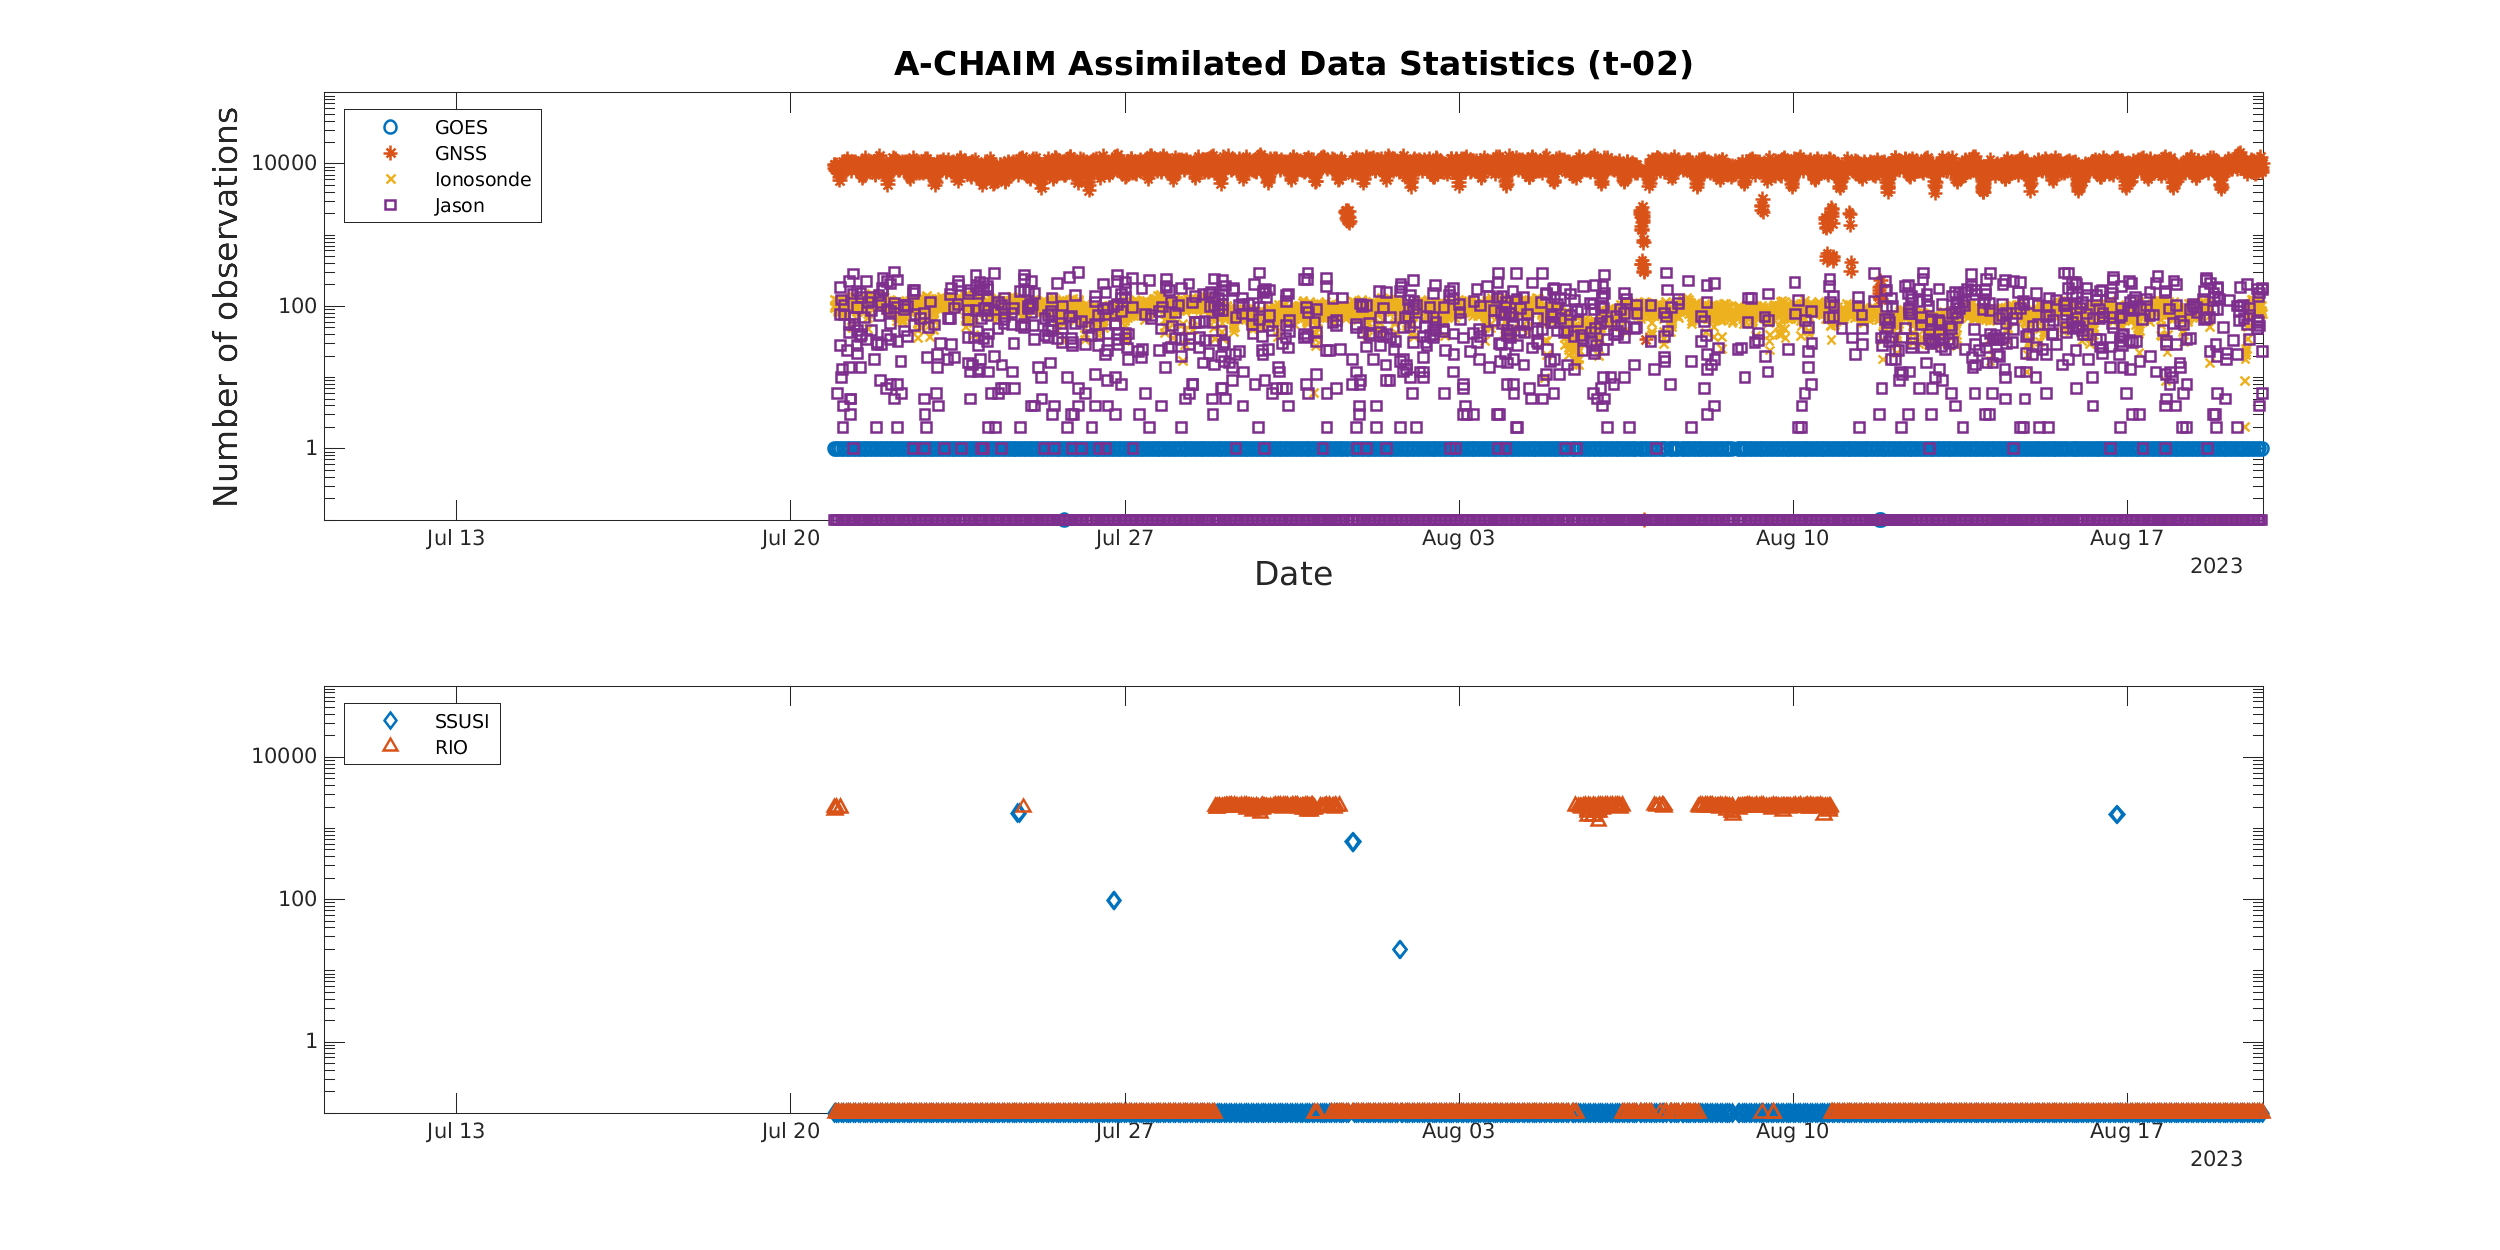 A-CHAIM Assimilated Data Statistics (t-02)
Number of observations
10000
100
1
GOES
GNSS
Ionosonde
Jason
Jul 13
Jul 20
Jul 27
Aug 03
Aug 10
Aug 17
2023
Date
10000
100
1
SSUSI
RIO
Jul 13
Jul 20
Jul 27
Aug 03
Aug 10
Aug 17
2023